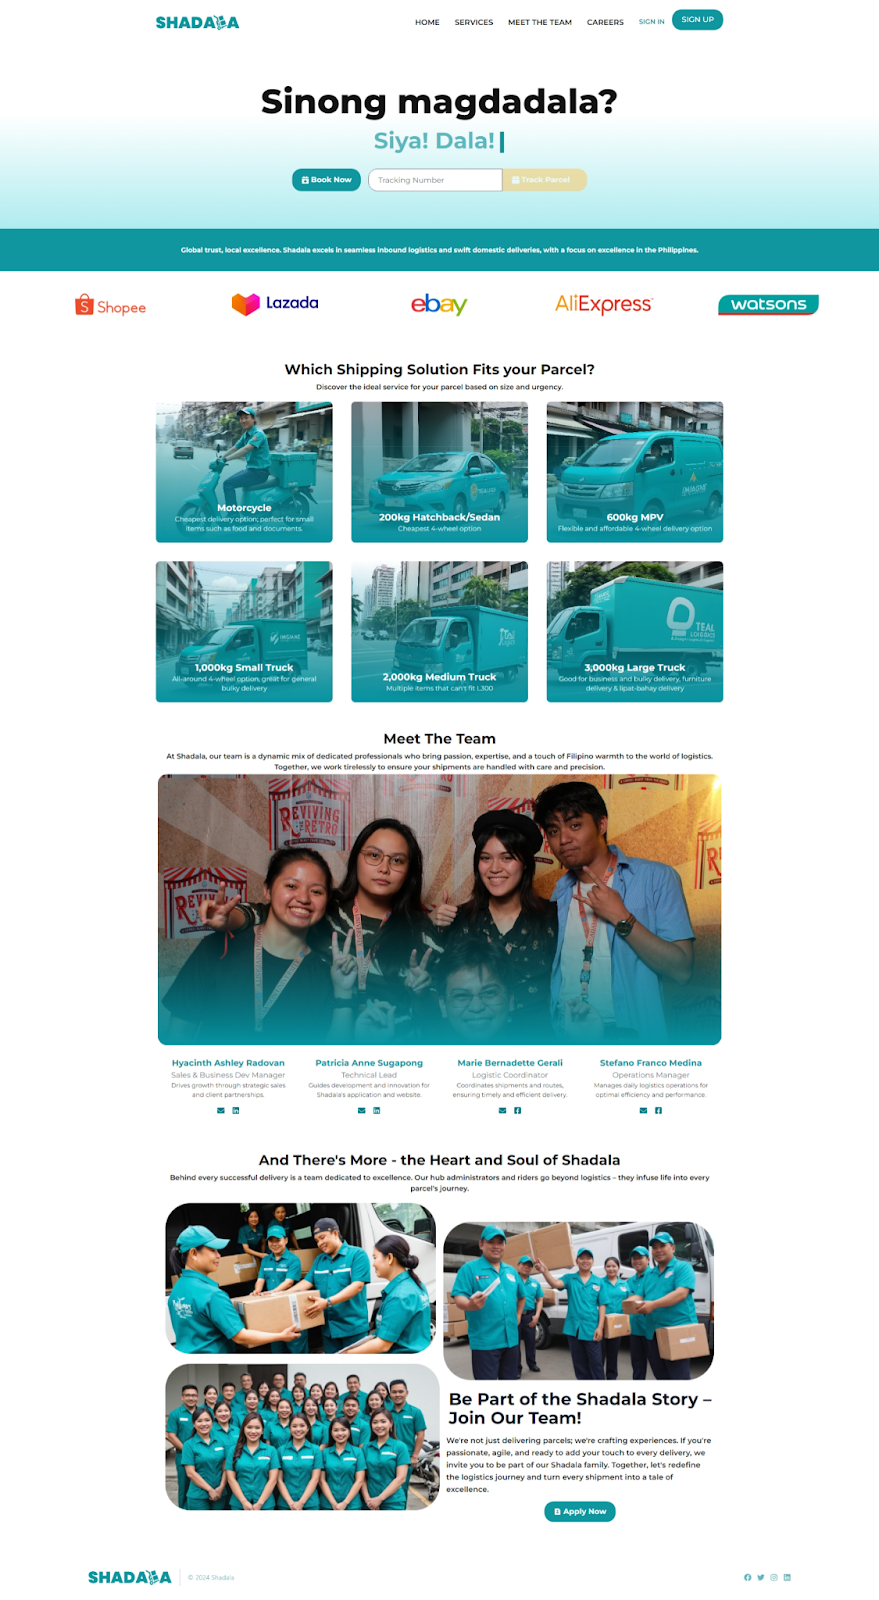 SHADALA
HOME SERVICES MEET THE TEAM CAREERS SIGN IN SIGN UP
Sinong magdadala?
Siya! Dala!
Book Now Tracking Number Track Parcel
Global trust, local excellence. Shadala excels in seamless inbound logistics and swift domestic deliveries, with a focus on excellence in the Philippines.
Shopee Lazada ebay AliExpress watsons
Which Shipping Solution Fits your Parcel?
Discover the ideal service for your parcel based on size and urgency.
Motorcycle
Cheapest delivery option; perfect for small
items such as food and documents.
200kg Hatchback/Sedan
Cheapest 4-wheel option
600kg MPV
Flexible and affordable 4-wheel delivery option
1,000kg Small Truck
All-around 4-wheel option, great for general
bulky delivery
2,000kg Medium Truck
Multiple items that can't fit L300
TEAL
LOGISTICS
3,000kg Large Truck
Good for business and bulky delivery, furniture
delivery & lipat-bahay delivery
Meet The Team
At Shadala, our team is a dynamic mix of dedicated professionals who bring passion, expertise, and a touch of Filipino warmth to the world of logistics.
Together, we work tirelessly to ensure your shipments are handled with care and precision.
REVIVING
RETRO
Hyacinth Ashley Radovan
Sales & Business Dev Manager
Drives growth through strategic sales
and client partnerships.
Patricia Anne Sugapong
Technical Lead
Guides development and innovation for
Shadala's application and website.
Marie Bernadette Gerali
Logistic Coordinator
Coordinates shipments and routes,
ensuring timely and efficient delivery.
Stefano Franco Medina
Operations Manager
Manages daily logistics operations for
optimal efficiency and performance.
And There's More - the Heart and Soul of Shadala
Behind every successful delivery is a team dedicated to excellence. Our hub administrators and riders go beyond logistics – they infuse life into every
parcel's journey.
Be Part of the Shadala Story –
Join Our Team!
We're not just delivering parcels; we're crafting experiences. If you're
passionate, agile, and ready to add your touch to every delivery, we
invite you to be part of our Shadala family. Together, let's redefine
the logistics journey and turn every shipment into a tale of
excellence.
Apply Now
SHADALA © 2024 Shadala